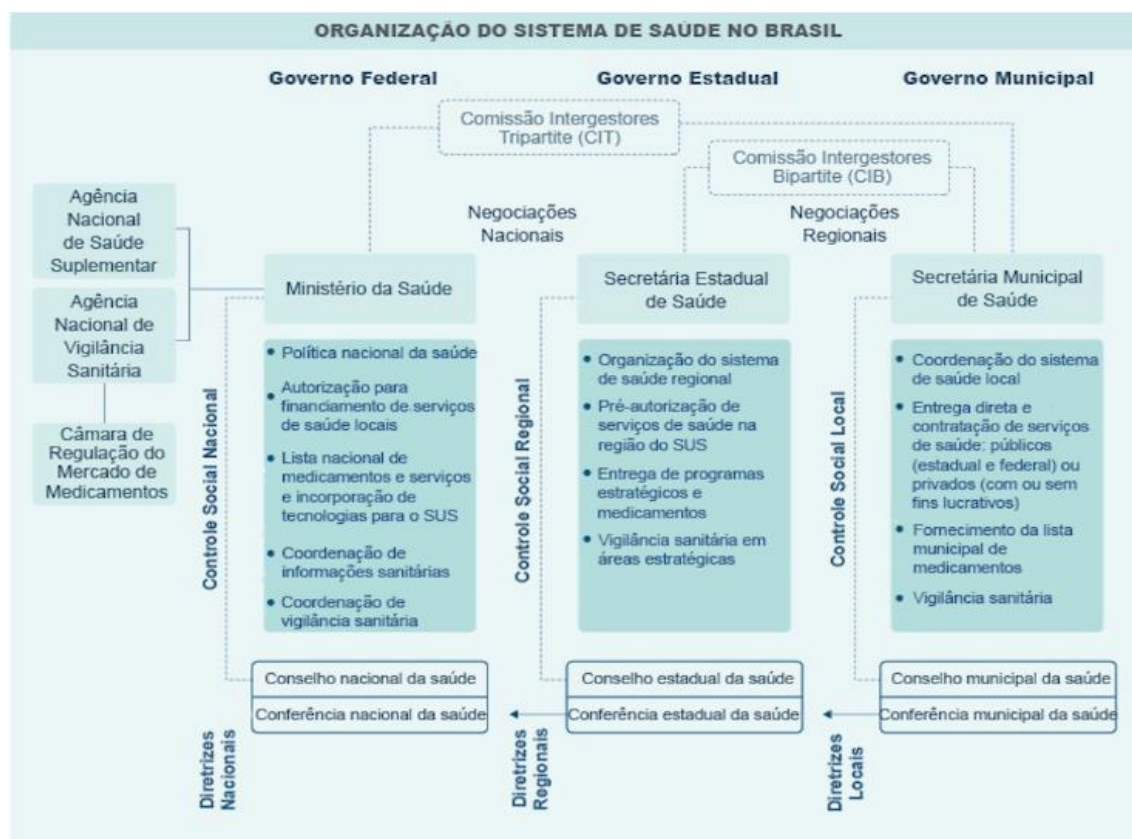 ORGANIZAÇÃO DO SISTEMA DE SAÚDE NO BRASIL
Governo Federal
Governo Estadual
Governo Municipal
Comissão Intergestores
Tripartite (CIT)
Comissão Intergestores
Bipartite (CIB)
Negociações
Nacionais
Negociações
Regionais
Agência
Nacional
de Saúde
Suplementar
Agência
Nacional de
Vigilância
Sanitária
Câmara de
Regulação do
Mercado de
Medicamentos
Controle Social Nacional
Ministério da Saúde
• Política nacional da saúde
• Autorização para
financiamento de serviços
de saúde locais
• Lista nacional de
medicamentos e serviços
e incorporação de
tecnologias para o SUS
• Coordenação de
informações sanitárias
• Coordenação de
vigilância sanitária
Conselho nacional da saúde
Conferência nacional da saúde
Diretrizes
Nacionais
Controle Social Regional
Secretária Estadual
de Saúde
• Organização do sistema
de saúde regional
• Pré-autorização de
serviços de saúde na
região do SUS
• Entrega de programas
estratégicos e
medicamentos
• Vigilância sanitária em
áreas estratégicas
Conselho estadual da saúde
Conferência estadual da saúde
Diretrizes
Regionais
Controle Social Local
Secretária Municipal
de Saúde
• Coordenação do sistema
de saúde local
• Entrega direta e
contratação de serviços
de saúde: públicos
(estadual e federal) ou
privados (com ou sem
fins lucrativos)
• Fornecimento da lista
municipal de
medicamentos
• Vigilância sanitária
Conselho municipal da saúde
Conferência municipal da saúde
Diretrizes
Locais